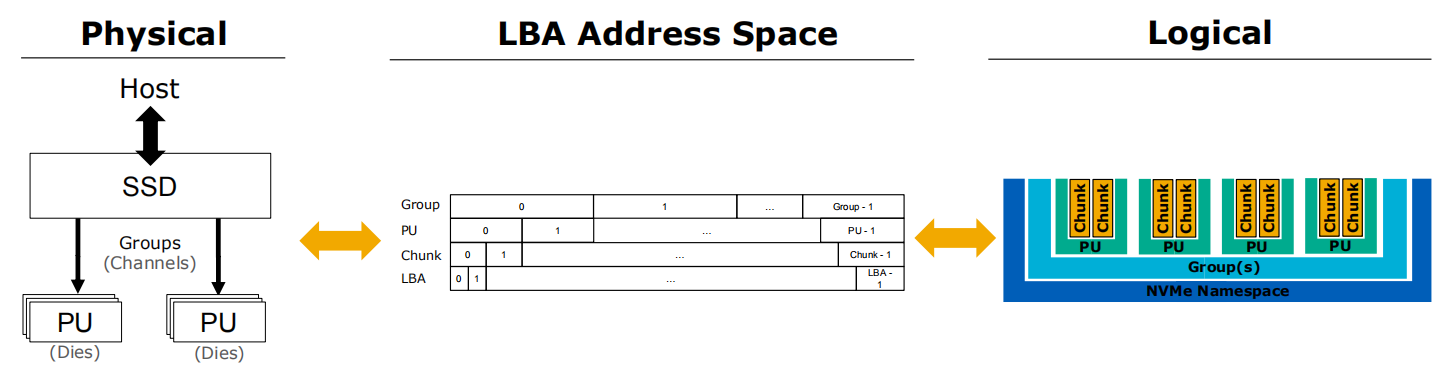 Physical
LBA Address Space
Logical
Host
SSD
Groups
(Channels)
PU
(Dies)
PU
(Dies)
Group 0 1 ... Group - 1
PU 0 1 ... PU - 1
Chunk 0 1 ... Chunk - 1
LBA 0 1 ... LBA -
1
Chunk Chunk Chunk Chunk Chunk Chunk Chunk Chunk
PU PU PU PU
Group(s)
NVMe Namespace